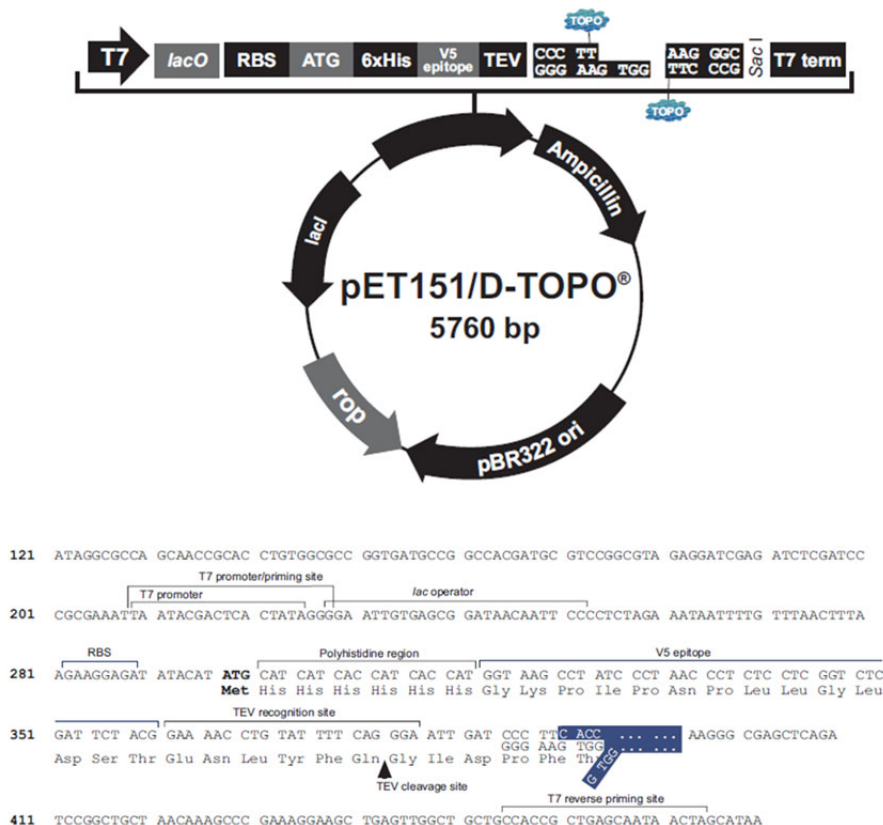 TOPO
T7 lacO RBS ATG 6xHis V5 epitope TEV CCC TT AAG GGC Sac I T7 term
GGG AAG TGG TTC CCG
TOPO
Ampicillin
lacI
pET151/D-TOPO®
5760 bp
rop
pBR322 ori
121 ATAGGCGCCA GCAACCGCAC CTGTGGCGCC GGTGATGCCG GCCACGATGC GTCCGGCGTA GAGGATCGAG ATCTCGATCC
T7 promoter/priming site
T7 promoter lac operator
201 CGCGAAATTA ATACGACTCA CTATAGGGGA ATTGTGAGCG GATAACAATT CCCCTCTAGA AATAATTTTG TTTAACTTTA
RBS Polyhistidine region V5 epitope
281 AGAAGGAGAT ATACAT ATG CAT CAT CAC CAT CAC CAT GGT AAG CCT ATC CCT AAC CCT CTC CTC GGT CTC
Met His His His His His His Gly Lys Pro Ile Pro Asn Pro Leu Leu Gly Leu
TEV recognition site
351 GAT TCT ACG GAA AAC CTG TAT TTT CAG GGA ATT GAT CCC TTC ACC ... ... AAGGG CGAGCTCAGA
GGG AAG TGG ... ...
Asp Ser Thr Glu Asn Leu Tyr Phe Gln Gly Ile Asp Pro Phe Thr
G TGG
TEV cleavage site
T7 reverse priming site
411 TCCGGCTGCT AACAAAGCCC GAAAGGAAGC TGAGTTGGCT GCTGCCACCG CTGAGCAATA ACTAGCATAA